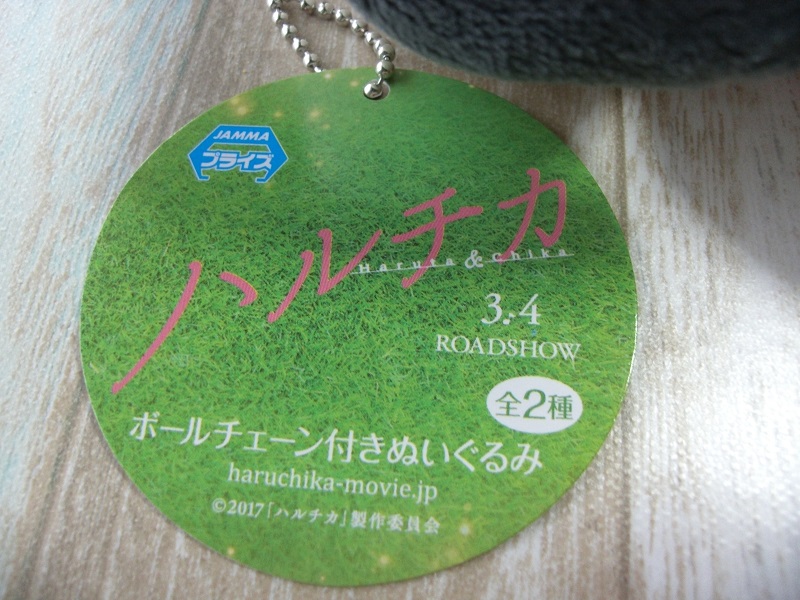 JAMMA
プライズ
ハルチカ
Haruta & Chika
3.4
ROADSHOW
全2種
ボールチェーン付きぬいぐるみ
haruchika-movie.jp
©2017「ハルチカ」製作委員会